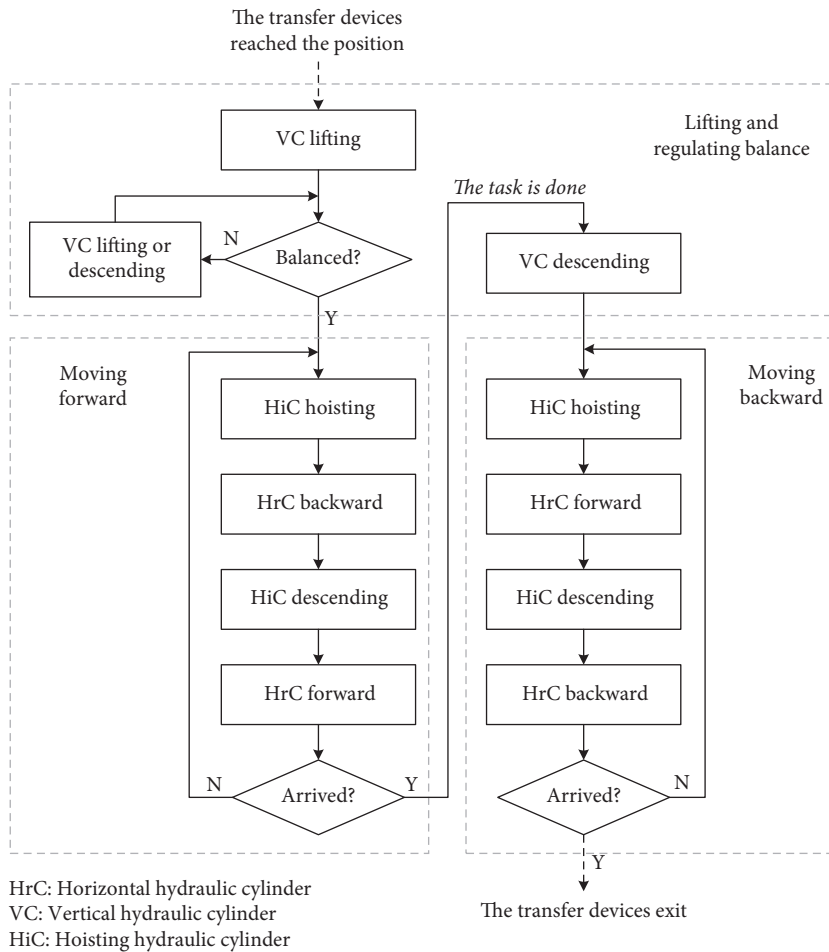 The transfer devices
reached the position
VC lifting
Lifting and
regulating balance
The task is done
VC lifting or
descending
N
Balanced?
VC descending
Y
Moving
forward
Moving
backward
HiC hoisting
HiC hoisting
HrC backward
HrC forward
HiC descending
HiC descending
HrC forward
HrC backward
N
Arrived?
Y
Arrived?
N
Y
The transfer devices exit
HrC: Horizontal hydraulic cylinder
VC: Vertical hydraulic cylinder
HiC: Hoisting hydraulic cylinder